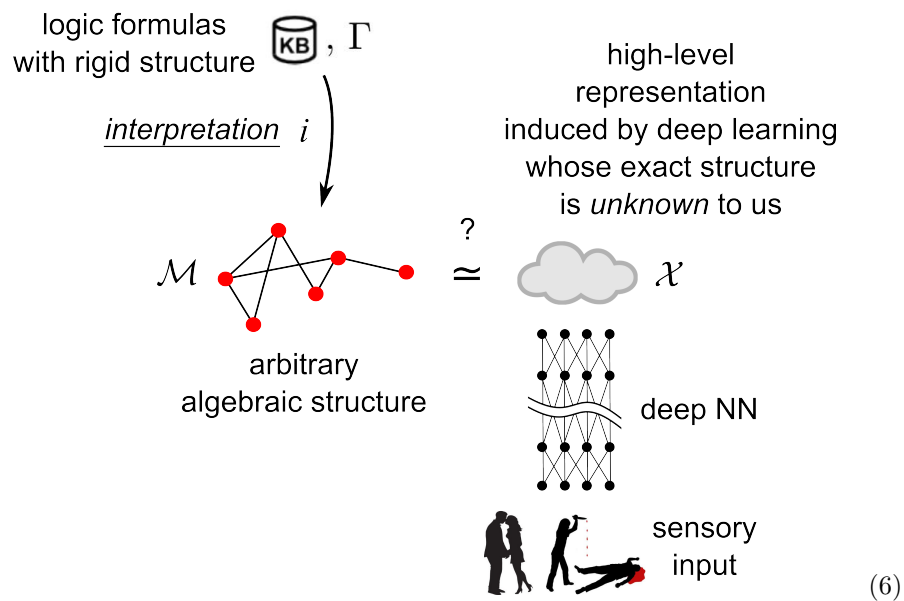 logic formulas
with rigid structure
KB , Γ
interpretation i
high-level
representation
induced by deep learning
whose exact structure
is unknown to us
?
ℳ ≃ 𝒳
arbitrary
algebraic structure
deep NN
sensory
input
(6)